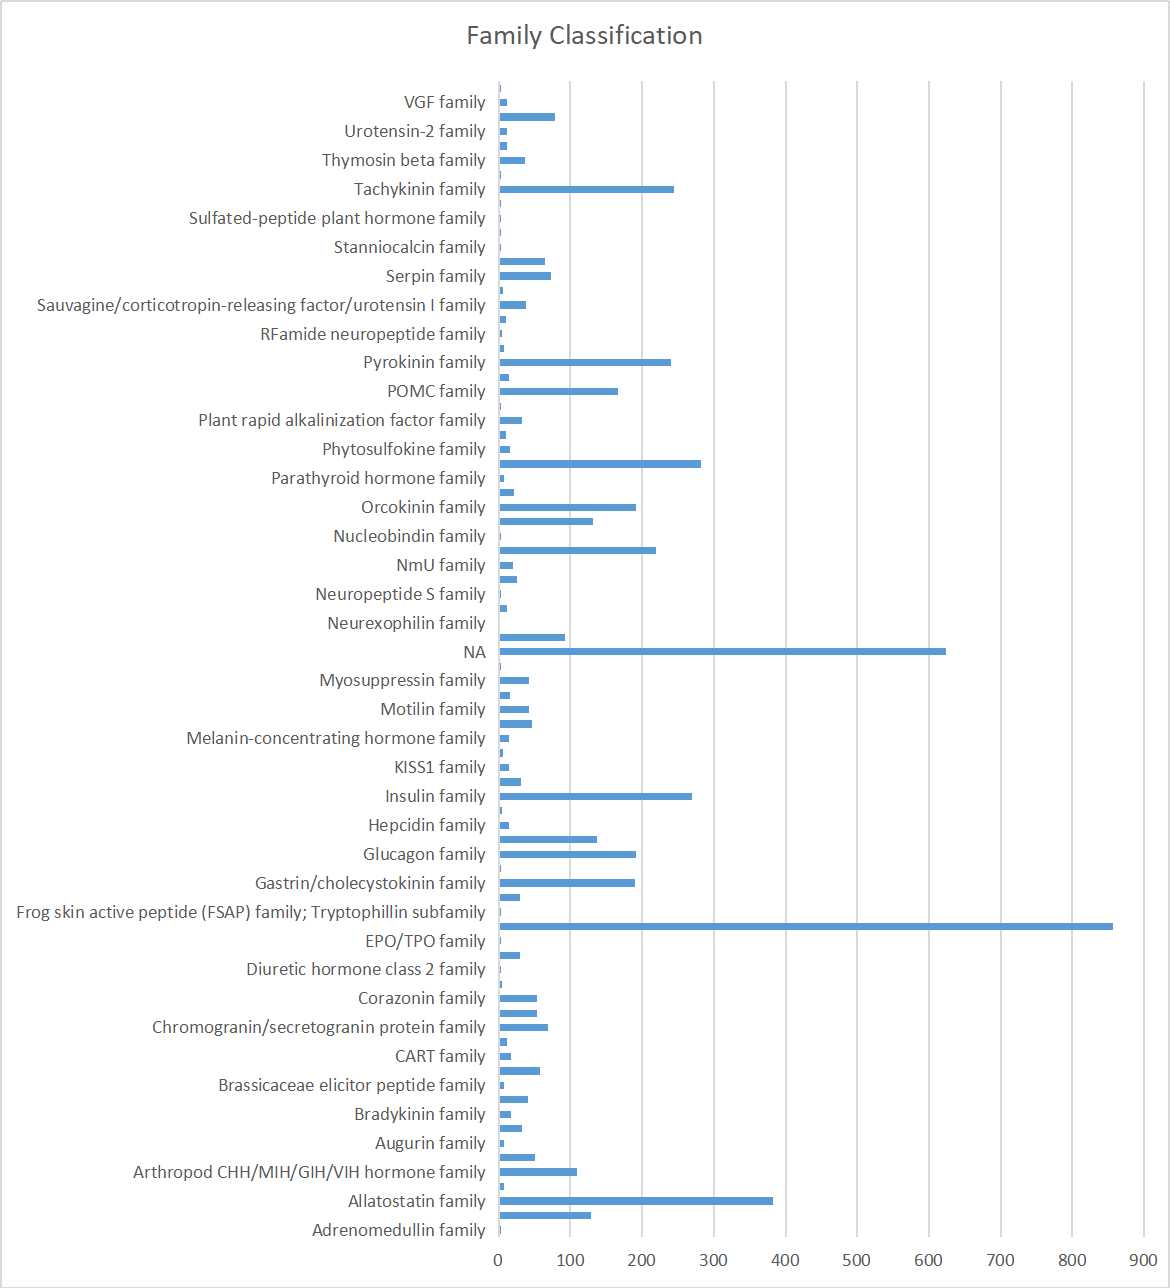 Family Classification
VGF family
Urotensin-2 family
Thymosin beta family
Tachykinin family
Sulfated-peptide plant hormone family
Stanniocalcin family
Serpin family
Sauvagine/corticotropin-releasing factor/urotensin I family
RFamide neuropeptide family
Pyrokinin family
POMC family
Plant rapid alkalinization factor family
Phytosulfokine family
Parathyroid hormone family
Orcokinin family
Nucleobindin family
NmU family
Neuropeptide S family
Neurexophilin family
NA
Myosuppressin family
Motilin family
Melanin-concentrating hormone family
KISS1 family
Insulin family
Hepcidin family
Glucagon family
Gastrin/cholecystokinin family
Frog skin active peptide (FSAP) family; Tryptophillin subfamily
EPO/TPO family
Diuretic hormone class 2 family
Corazonin family
Chromogranin/secretogranin protein family
CART family
Brassicaceae elicitor peptide family
Bradykinin family
Augurin family
Arthropod CHH/MIH/GIH/VIH hormone family
Allatostatin family
Adrenomedullin family
0 100 200 300 400 500 600 700 800 900